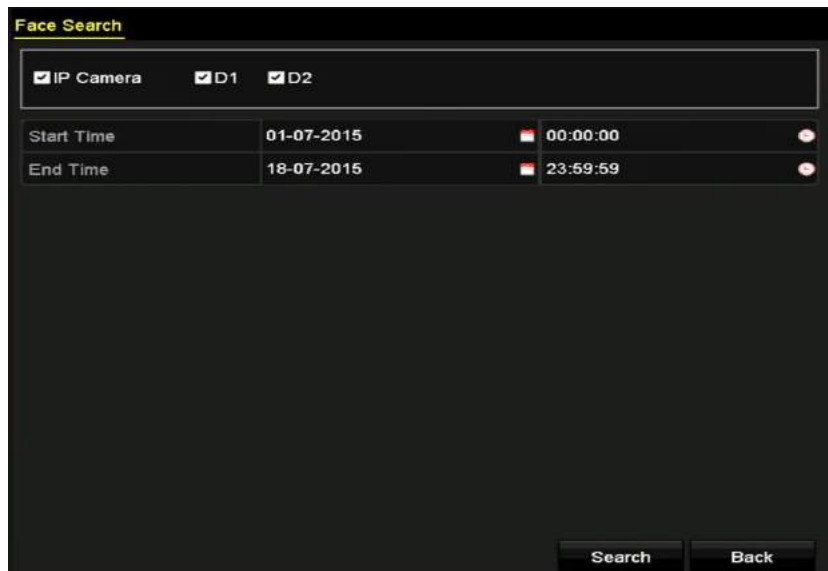 Face Search
IP Camera D1 D2
Start Time 01-07-2015 00:00:00
End Time 18-07-2015 23:59:59
Search Back